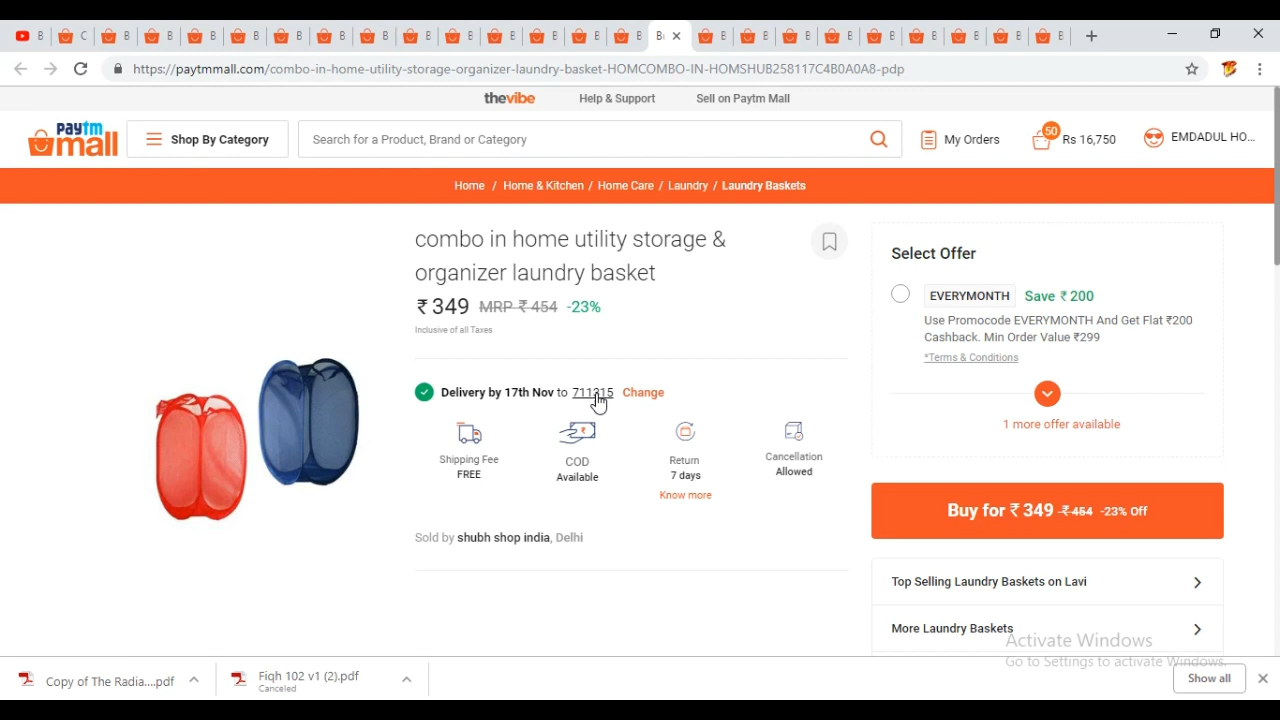 B C B B B B B B B B B B B B B Be B B B B B B B B B
https://paytmmall.com/combo-in-home-utility-storage-organizer-laundry-basket-HOMCOMBO-IN-HOMSHUB258117C4B0A0A8-pdp
thevibe Help & Support Sell on Paytm Mall
paytm mall Shop By Category Search for a Product, Brand or Category My Orders 50 Rs 16,750 EMDADUL HO...
Home / Home & Kitchen / Home Care / Laundry / Laundry Baskets
combo in home utility storage &
organizer laundry basket
₹ 349 MRP ₹ 454 -23%
Inclusive of all Taxes
Delivery by 17th Nov to 711315 Change
Shipping Fee
FREE
COD
Available
Return
7 days
Know more
Cancellation
Allowed
Sold by shubh shop india, Delhi
Select Offer
EVERYMONTH Save ₹ 200
Use Promocode EVERYMONTH And Get Flat ₹200
Cashback. Min Order Value ₹299
*Terms & Conditions
1 more offer available
Buy for ₹ 349 ₹ 454 -23% Off
Top Selling Laundry Baskets on Lavi
More Laundry Baskets
Activate Windows
Go to Settings to activate Windows.
Copy of The Radia....pdf
Fiqh 102 v1 (2).pdf
Canceled
Show all